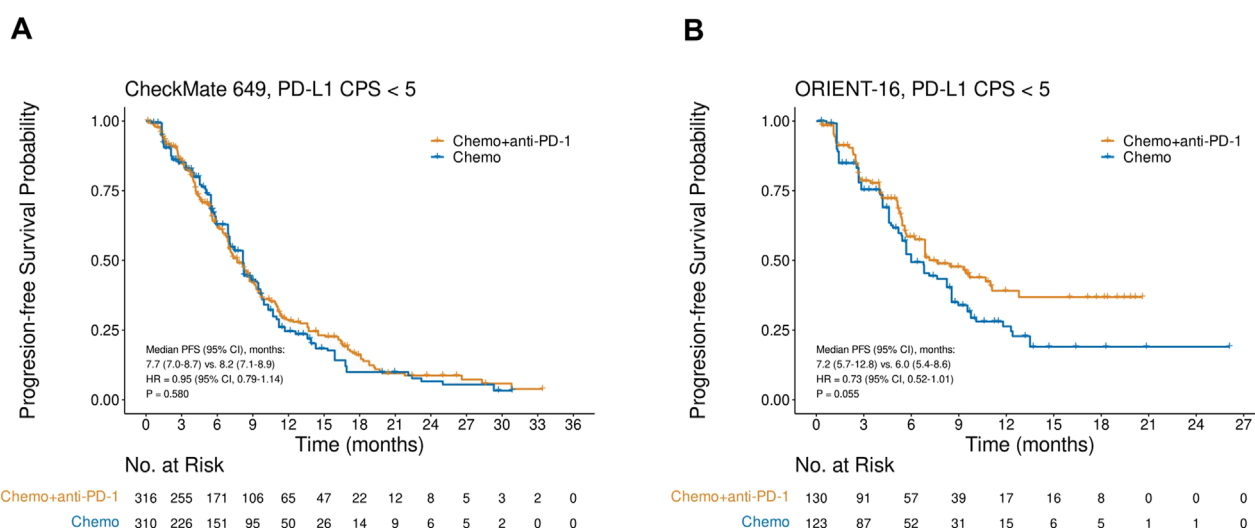 A
CheckMate 649, PD-L1 CPS < 5
Progresion-free Survival Probability
1.00
0.75
0.50
0.25
0.00
Chemo+anti-PD-1
Chemo
Median PFS (95% CI), months:
7.7 (7.0-8.7) vs. 8.2 (7.1-8.9)
HR = 0.95 (95% CI, 0.79-1.14)
P = 0.580
0 3 6 9 12 15 18 21 24 27 30 33 36
Time (months)
No. at Risk
Chemo+anti-PD-1 316 255 171 106 65 47 22 12 8 5 3 2 0
Chemo 310 226 151 95 50 26 14 9 6 5 2 0 0
B
ORIENT-16, PD-L1 CPS < 5
Progresion-free Survival Probability
1.00
0.75
0.50
0.25
0.00
Chemo+anti-PD-1
Chemo
Median PFS (95% CI), months:
7.2 (5.7-12.8) vs. 6.0 (5.4-8.6)
HR = 0.73 (95% CI, 0.52-1.01)
P = 0.055
0 3 6 9 12 15 18 21 24 27
Time (months)
No. at Risk
Chemo+anti-PD-1 130 91 57 39 17 16 8 0 0 0
Chemo 123 87 52 31 15 6 5 1 1 0